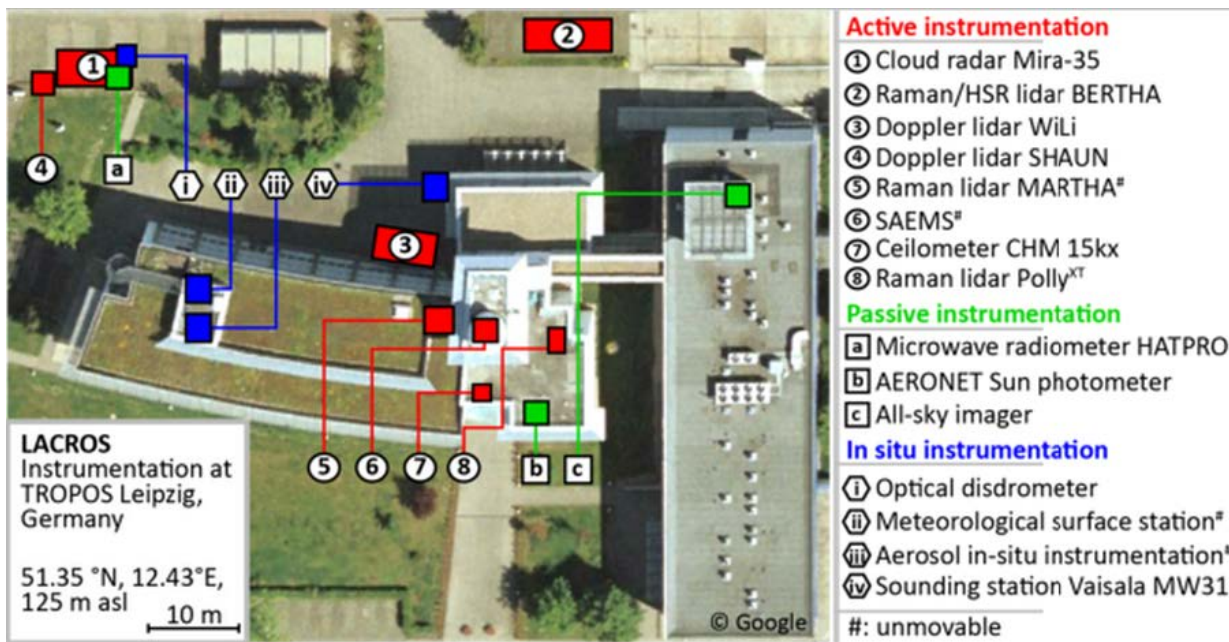 1
2
4
a
i
ii
iii
iv
3
5
6
7
8
b
c
LACROS
Instrumentation at
TROPOS Leipzig,
Germany
51.35 °N, 12.43°E,
125 m asl
10 m
© Google
Active instrumentation
1 Cloud radar Mira-35
2 Raman/HSR lidar BERTHA
3 Doppler lidar WiLi
4 Doppler lidar SHAUN
5 Raman lidar MARTHA#
6 SAEMS#
7 Ceilometer CHM 15kx
8 Raman lidar PollyXT
Passive instrumentation
a Microwave radiometer HATPRO
b AERONET Sun photometer
c All-sky imager
In situ instrumentation
i Optical disdrometer
ii Meteorological surface station#
iii Aerosol in-situ instrumentation#
iv Sounding station Vaisala MW31
#: unmovable